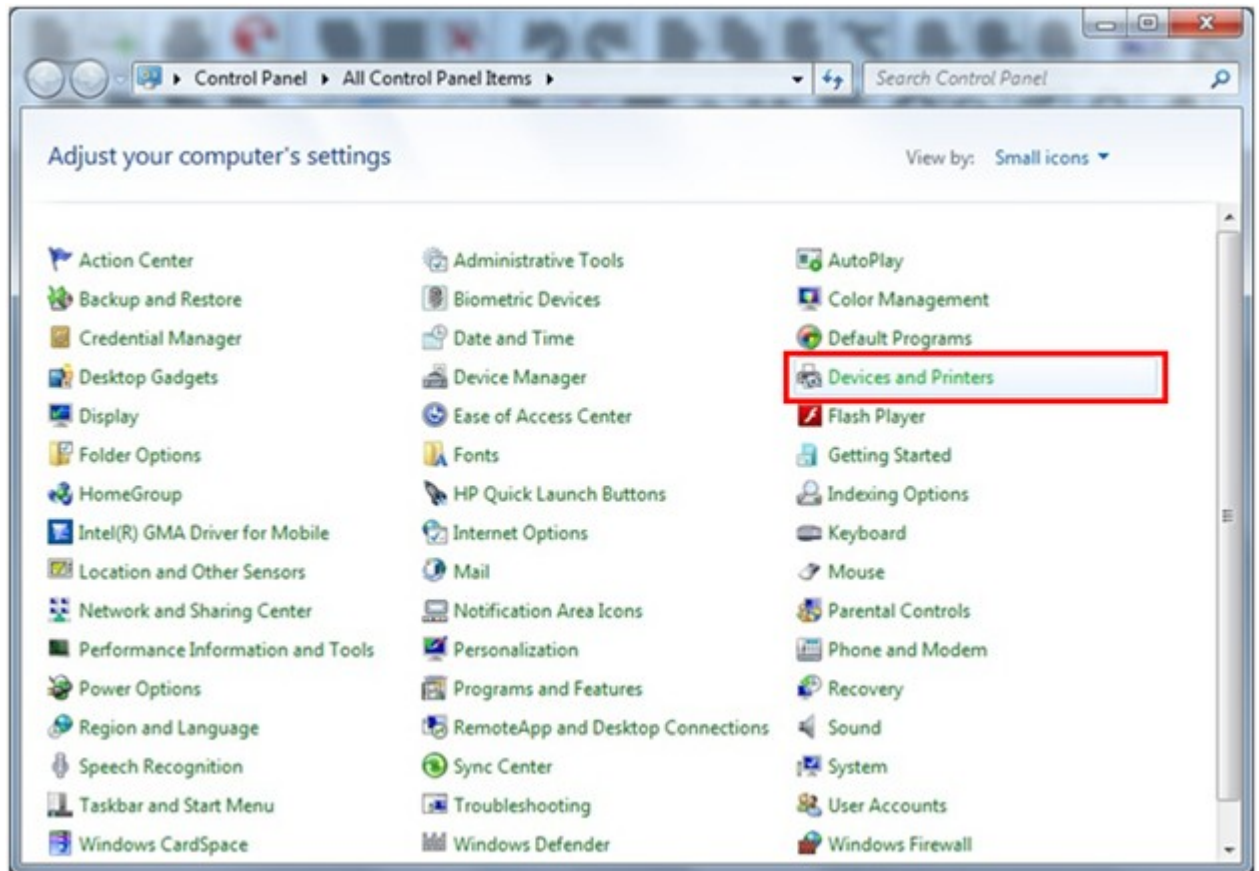 Control Panel ▸ All Control Panel Items ▸
Search Control Panel
Adjust your computer's settings
View by: Small icons
Action Center
Administrative Tools
AutoPlay
Backup and Restore
Biometric Devices
Color Management
Credential Manager
Date and Time
Default Programs
Desktop Gadgets
Device Manager
Devices and Printers
Display
Ease of Access Center
Flash Player
Folder Options
Fonts
Getting Started
HomeGroup
HP Quick Launch Buttons
Indexing Options
Intel(R) GMA Driver for Mobile
Internet Options
Keyboard
Location and Other Sensors
Mail
Mouse
Network and Sharing Center
Notification Area Icons
Parental Controls
Performance Information and Tools
Personalization
Phone and Modem
Power Options
Programs and Features
Recovery
Region and Language
RemoteApp and Desktop Connections
Sound
Speech Recognition
Sync Center
System
Taskbar and Start Menu
Troubleshooting
User Accounts
Windows CardSpace
Windows Defender
Windows Firewall